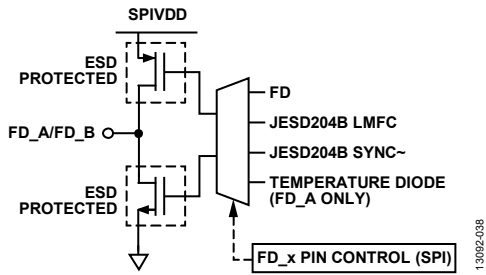 SPIVDD
ESD
PROTECTED
FD_A/FD_B
ESD
PROTECTED
FD
JESD204B LMFC
JESD204B SYNC~
TEMPERATURE DIODE
(FD_A ONLY)
FD_x PIN CONTROL (SPI)
13092-038